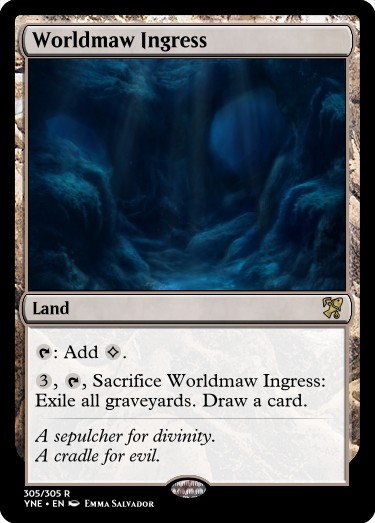 Worldmaw Ingress
Land
: Add .
3, , Sacrifice Worldmaw Ingress:
Exile all graveyards. Draw a card.
A sepulcher for divinity.
A cradle for evil.
305/305 R
YNE • EN Emma Salvador